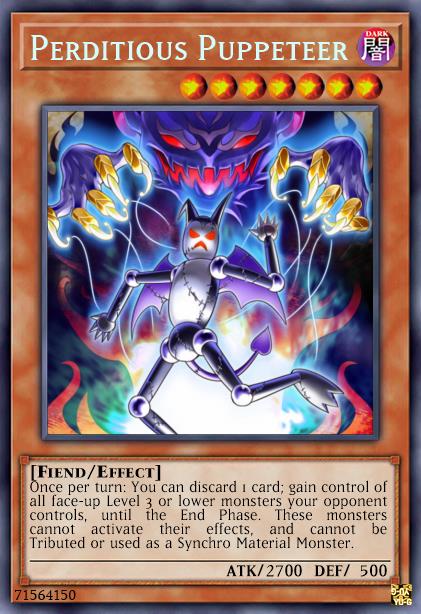 Perditious Puppeteer
DARK
闇
[Fiend/Effect]
Once per turn: You can discard 1 card; gain control of
all face-up Level 3 or lower monsters your opponent
controls, until the End Phase. These monsters
cannot activate their effects, and cannot be
Tributed or used as a Synchro Material Monster.
ATK/2700 DEF/ 500
71564150